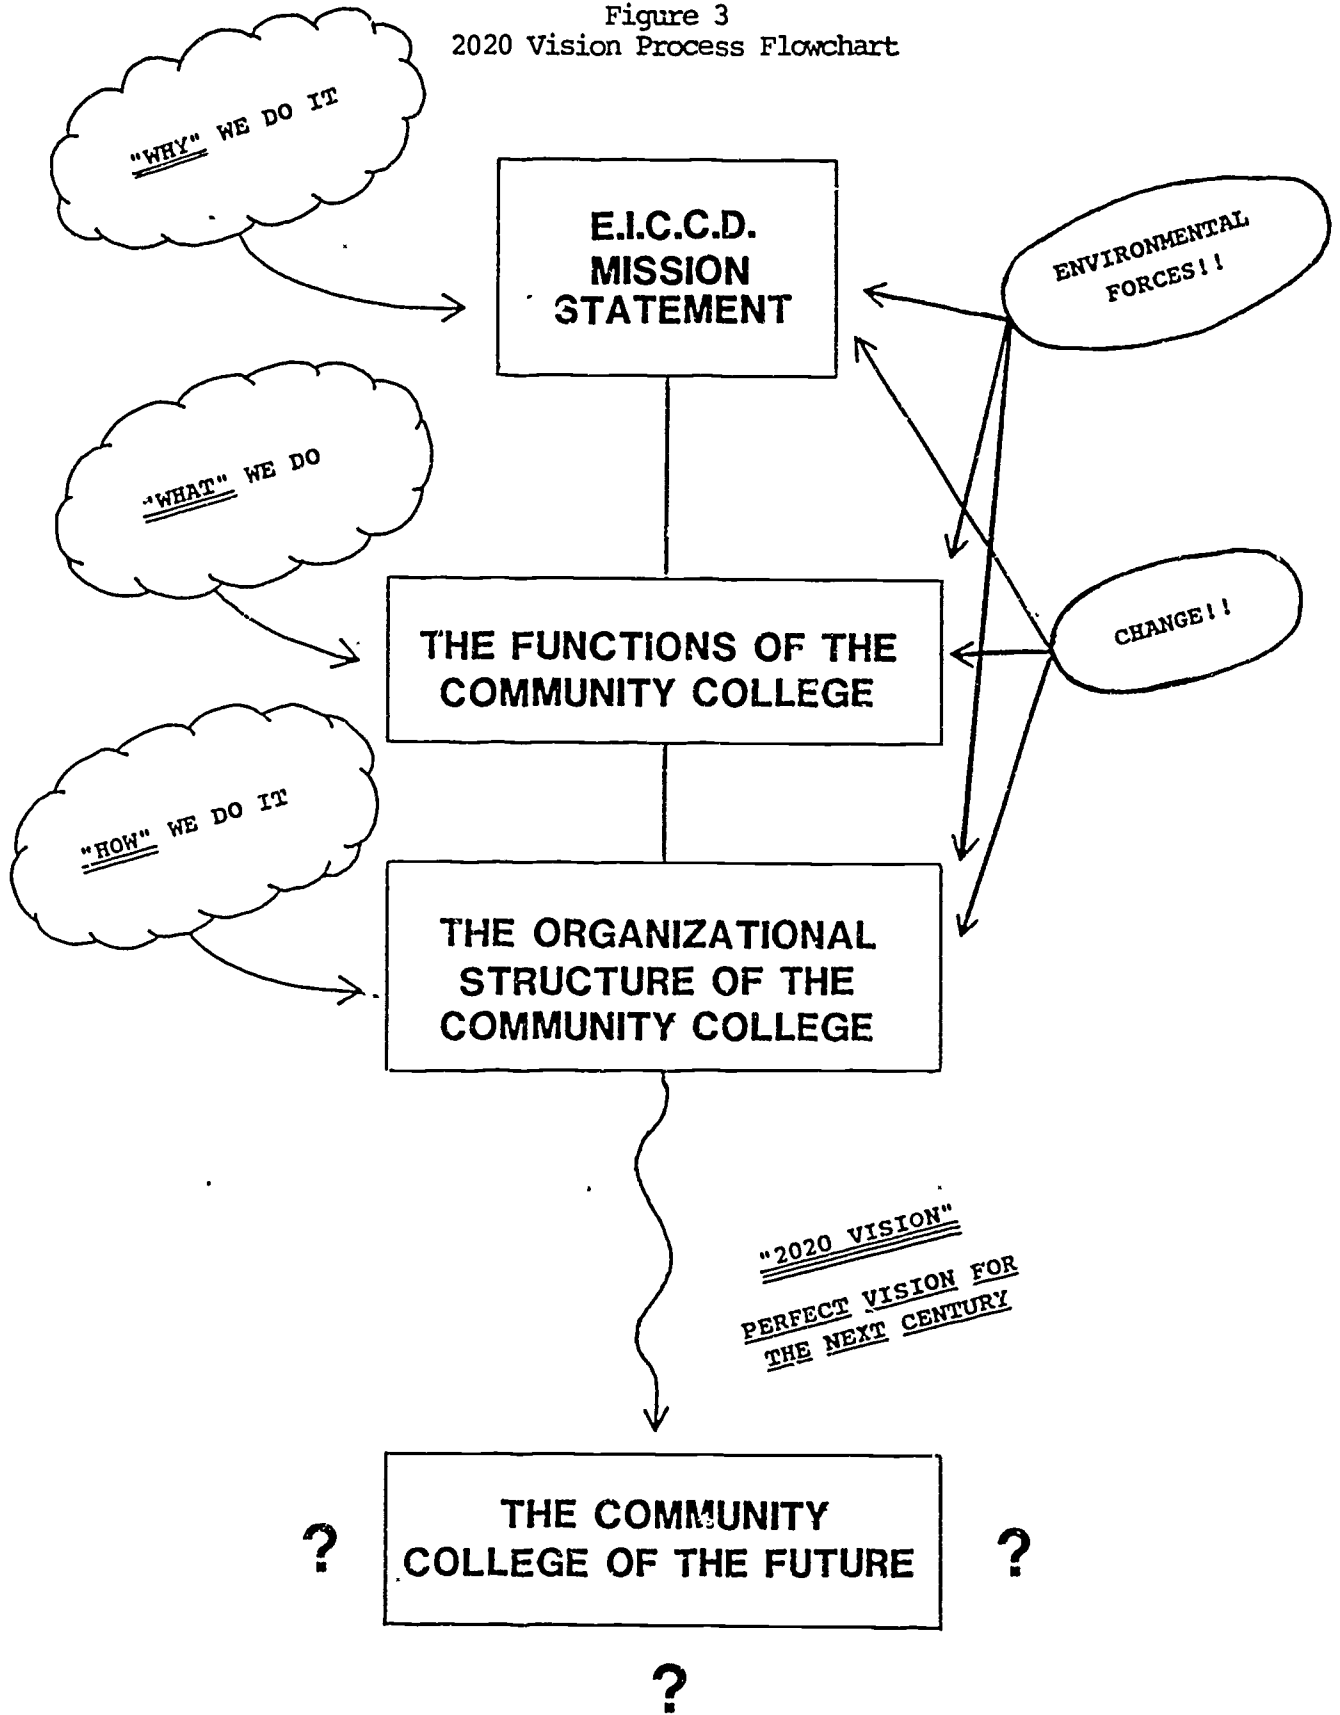 Figure 3
2020 Vision Process Flowchart
"WHY" WE DO IT
E.I.C.C.D.
MISSION
STATEMENT
ENVIRONMENTAL
FORCES!!
"WHAT" WE DO
THE FUNCTIONS OF THE
COMMUNITY COLLEGE
CHANGE!!
"HOW" WE DO IT
THE ORGANIZATIONAL
STRUCTURE OF THE
COMMUNITY COLLEGE
"2020 VISION"
PERFECT VISION FOR
THE NEXT CENTURY
THE COMMUNITY
COLLEGE OF THE FUTURE
? ?
?